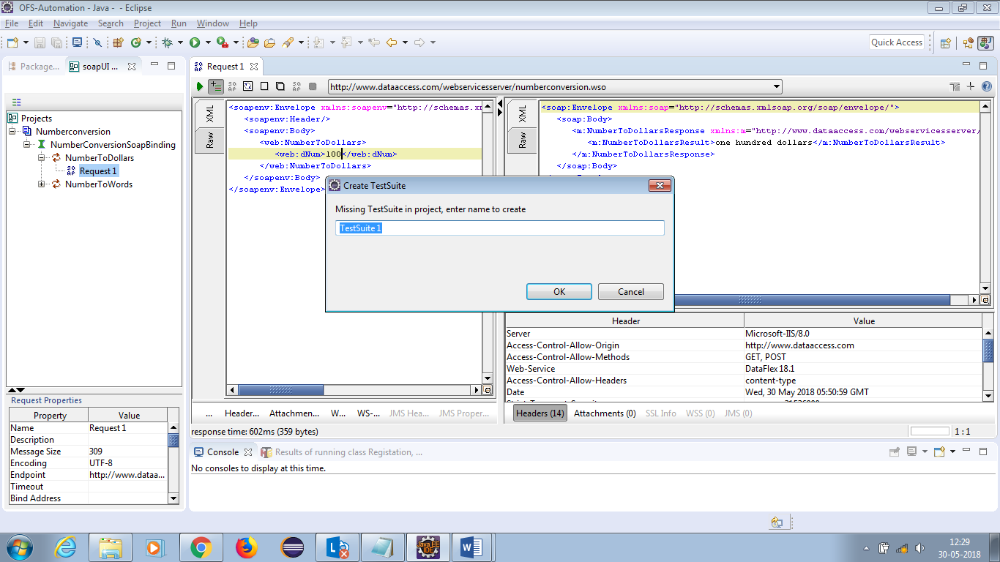 OFS-Automation - Java - - Eclipse
File Edit Navigate Search Project Run Window Help
Quick Access
Package...
soapUI ...
Projects
Numberconversion
NumberConversionSoapBinding
NumberToDollars
Request 1
NumberToWords
Request Properties
Property Value
Name Request 1
Description
Message Size 309
Encoding UTF-8
Endpoint http://www.dataa...
Timeout
Bind Address
Request 1
http://www.dataaccess.com/webservicesserver/numberconversion.wso
XML
Raw
<soapenv:Envelope xmlns:soapenv="http://schemas.x
<soapenv:Header/>
<soapenv:Body>
<web:NumberToDollars>
<web:dNum>100</web:dNum>
</web:NumberToDollars>
</soapenv:Body>
</soapenv:Envelope>
XML
Raw
<soap:Envelope xmlns:soap="http://schemas.xmlsoap.org/soap/envelope/">
<soap:Body>
<m:NumberToDollarsResponse xmlns:m="http://www.dataaccess.com/webservicesserver/
<m:NumberToDollarsResult>one hundred dollars</m:NumberToDollarsResult>
</m:NumberToDollarsResponse>
</soap:Body>
Create TestSuite
Missing TestSuite in project, enter name to create
TestSuite 1
OK Cancel
Header Value
Server Microsoft-IIS/8.0
Access-Control-Allow-Origin http://www.dataaccess.com
Access-Control-Allow-Methods GET, POST
Web-Service DataFlex 18.1
Access-Control-Allow-Headers content-type
Date Wed, 30 May 2018 05:50:59 GMT
... Header... Attachmen... W... WS-... JMS Hea... JMS Proper...
Headers (14) Attachments (0) SSL Info WSS (0) JMS (0)
response time: 602ms (359 bytes)
1 : 1
Console
Results of running class Registation, ...
No consoles to display at this time.
Java EE
IDE
12:29
30-05-2018